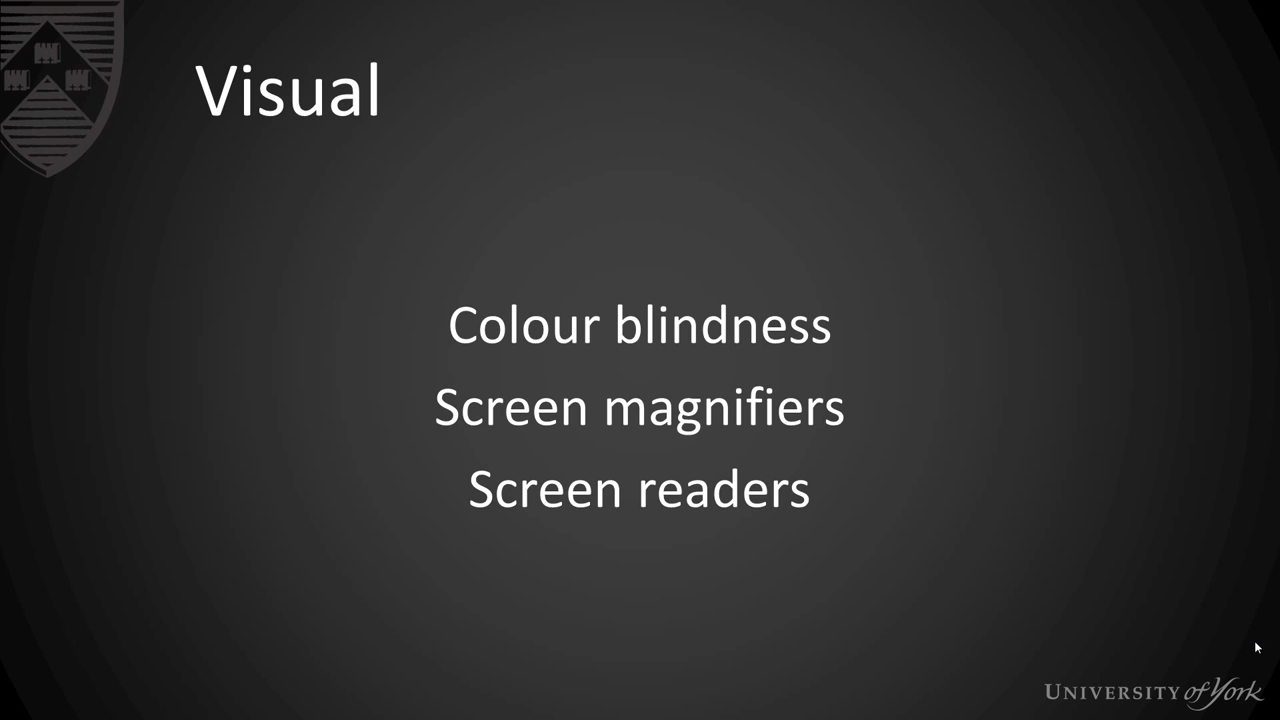 Visual
Colour blindness
Screen magnifiers
Screen readers
UNIVERSITY of York